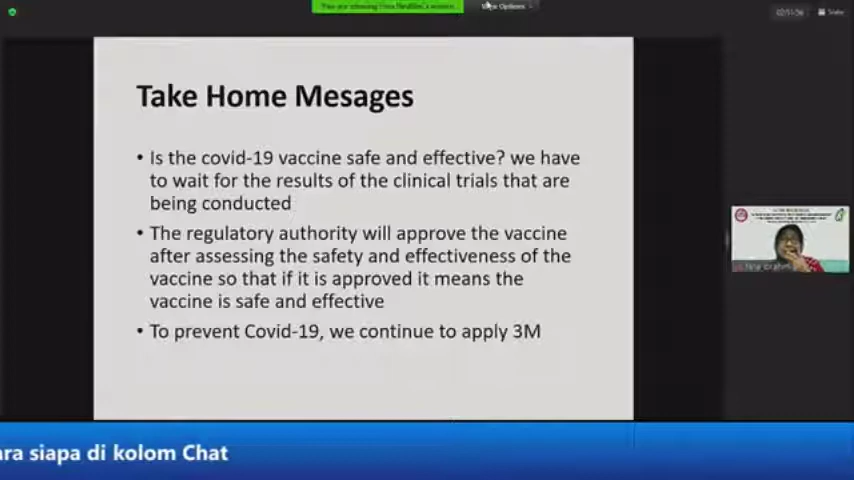 View Options
Take Home Mesages
• Is the covid-19 vaccine safe and effective? we have
to wait for the results of the clinical trials that are
being conducted
• The regulatory authority will approve the vaccine
after assessing the safety and effectiveness of the
vaccine so that if it is approved it means the
vaccine is safe and effective
• To prevent Covid-19, we continue to apply 3M
ara siapa di kolom Chat